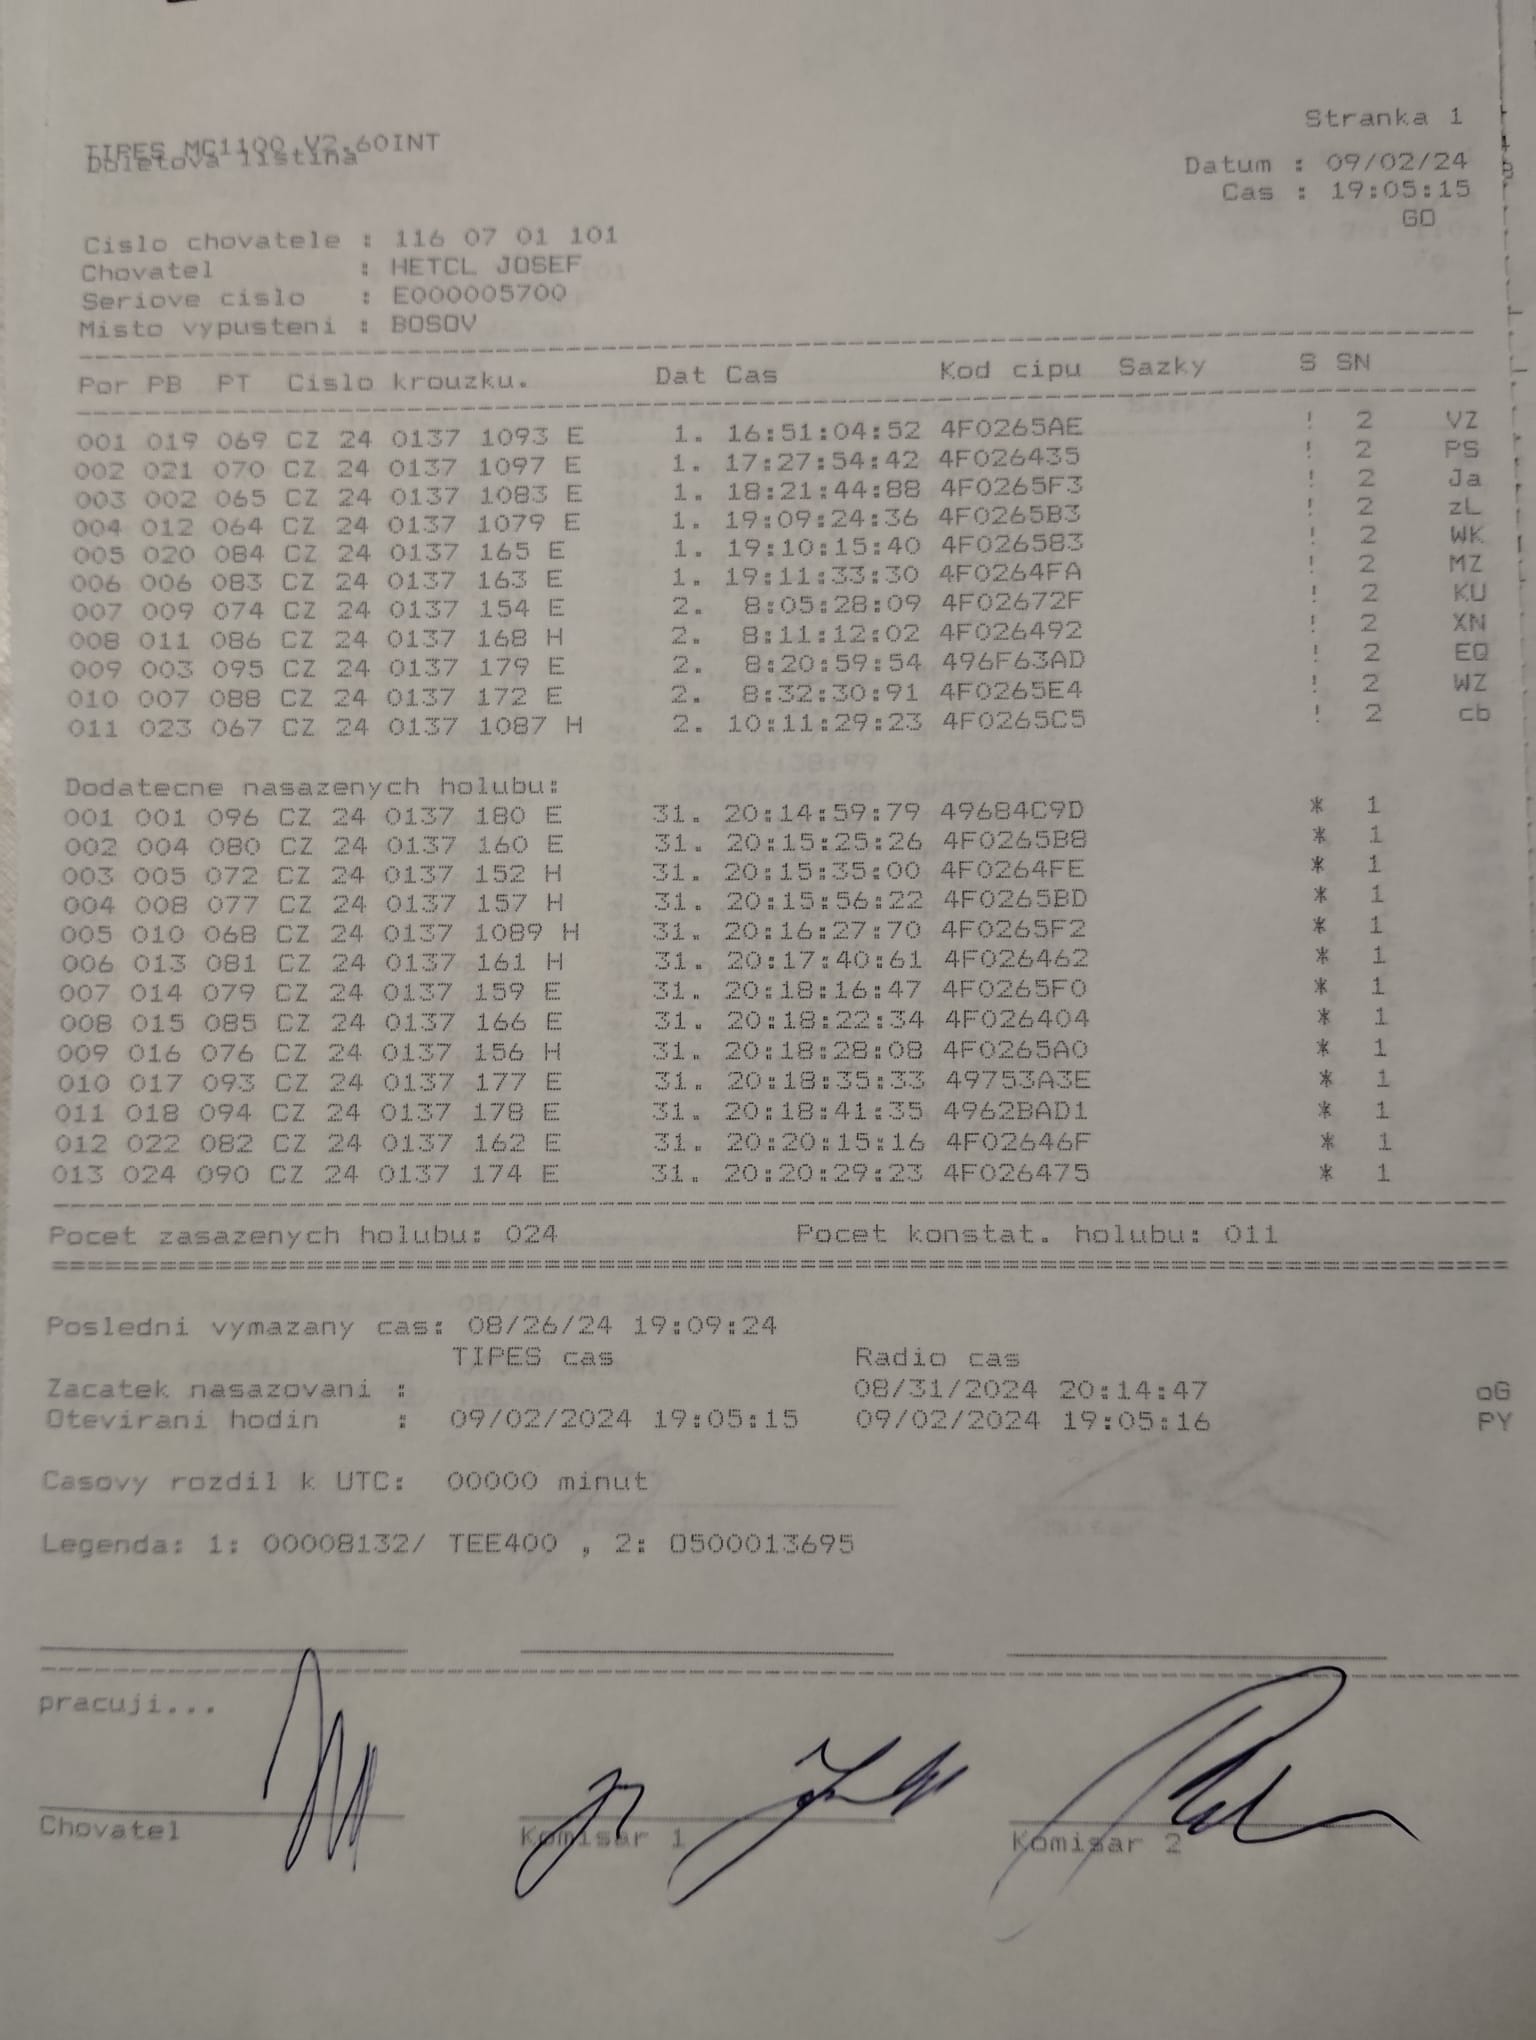 Stranka 1
TIPES MC1100 V2.60INT
Doletova listina
Datum : 09/02/24
Cas : 19:05:15
GO
Cislo chovatele : 116 07 01 101
Chovatel : HETCL JOSEF
Seriove cislo : E000005700
Misto vypusteni : BOSOV
Por PB PT Cislo krouzku. Dat Cas Kod cipu Sazky S SN
001 019 069 CZ 24 0137 1093 E 1. 16:51:04:52 4F0265AE ! 2 VZ
002 021 070 CZ 24 0137 1097 E 1. 17:27:54:42 4F026435 ! 2 PS
003 002 065 CZ 24 0137 1083 E 1. 18:21:44:88 4F0265F3 ! 2 Ja
004 012 064 CZ 24 0137 1079 E 1. 19:09:24:36 4F0265B3 ! 2 zL
005 020 084 CZ 24 0137 165 E 1. 19:10:15:40 4F026583 ! 2 WK
006 006 083 CZ 24 0137 163 E 1. 19:11:33:30 4F0264FA ! 2 MZ
007 009 074 CZ 24 0137 154 E 2. 8:05:28:09 4F02672F ! 2 KU
008 011 086 CZ 24 0137 168 H 2. 8:11:12:02 4F026492 ! 2 XN
009 003 095 CZ 24 0137 179 E 2. 8:20:59:54 496F63AD ! 2 EQ
010 007 088 CZ 24 0137 172 E 2. 8:32:30:91 4F0265E4 ! 2 WZ
011 023 067 CZ 24 0137 1087 H 2. 10:11:29:23 4F0265C5 ! 2 cb
Dodatecne nasazenych holubu:
001 001 096 CZ 24 0137 180 E 31. 20:14:59:79 49684C9D * 1
002 004 080 CZ 24 0137 160 E 31. 20:15:25:26 4F0265B8 * 1
003 005 072 CZ 24 0137 152 H 31. 20:15:35:00 4F0264FE * 1
004 008 077 CZ 24 0137 157 H 31. 20:15:56:22 4F0265BD * 1
005 010 068 CZ 24 0137 1089 H 31. 20:16:27:70 4F0265F2 * 1
006 013 081 CZ 24 0137 161 H 31. 20:17:40:61 4F026462 * 1
007 014 079 CZ 24 0137 159 E 31. 20:18:16:47 4F0265F0 * 1
008 015 085 CZ 24 0137 166 E 31. 20:18:22:34 4F026404 * 1
009 016 076 CZ 24 0137 156 H 31. 20:18:28:08 4F0265A0 * 1
010 017 093 CZ 24 0137 177 E 31. 20:18:35:33 49753A3E * 1
011 018 094 CZ 24 0137 178 E 31. 20:18:41:35 4962BAD1 * 1
012 022 082 CZ 24 0137 162 E 31. 20:20:15:16 4F02646F * 1
013 024 090 CZ 24 0137 174 E 31. 20:20:29:23 4F026475 * 1
Pocet zasazenych holubu: 024 Pocet konstat. holubu: 011
Posledni vymazany cas: 08/26/24 19:09:24
TIPES cas Radio cas
Zacatek nasazovani : 08/31/2024 20:14:47 oG
Otevirani hodin : 09/02/2024 19:05:15 09/02/2024 19:05:16 PY
Casovy rozdil k UTC: 00000 minut
Legenda: 1: 00008132/ TEE400 , 2: 0500013695
pracuji...
Chovatel Komisar 1 Komisar 2